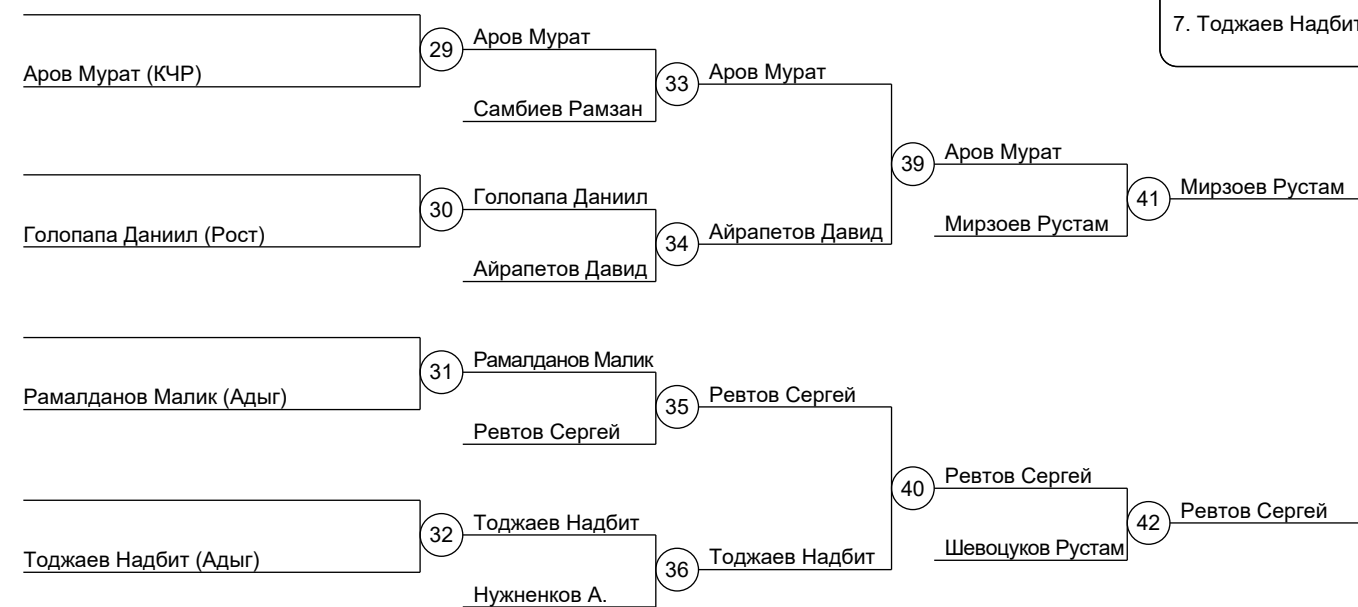 7. Тоджаев Надбит
29
Аров Мурат
Аров Мурат (КЧР)
33
Аров Мурат
Самбиев Рамзан
39
Аров Мурат
30
Голопапа Даниил
41
Мирзоев Рустам
Голопапа Даниил (Рост)
34
Айрапетов Давид
Мирзоев Рустам
Айрапетов Давид
31
Рамалданов Малик
Рамалданов Малик (Адыг)
35
Ревтов Сергей
Ревтов Сергей
40
Ревтов Сергей
32
Тоджаев Надбит
42
Ревтов Сергей
Тоджаев Надбит (Адыг)
36
Тоджаев Надбит
Шевоцуков Рустам
Нужненков А.